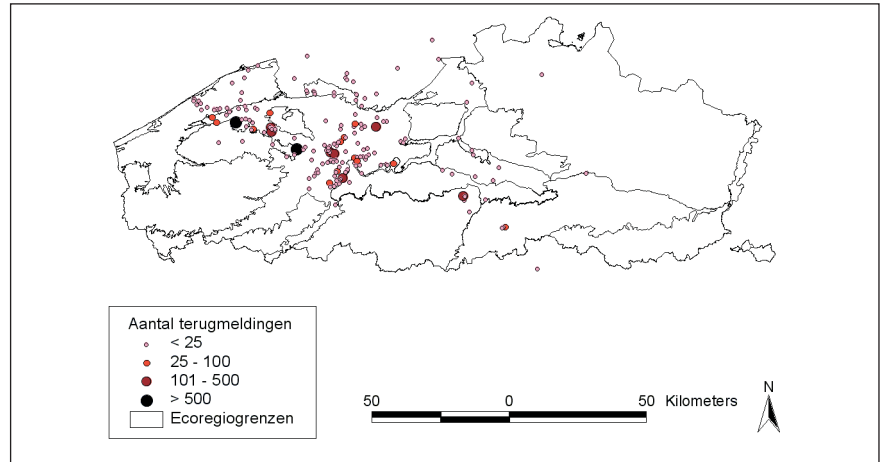 Aantal terugmeldingen
< 25
25 - 100
101 - 500
> 500
Ecoregiogrenzen
50 0 50 Kilometers
N